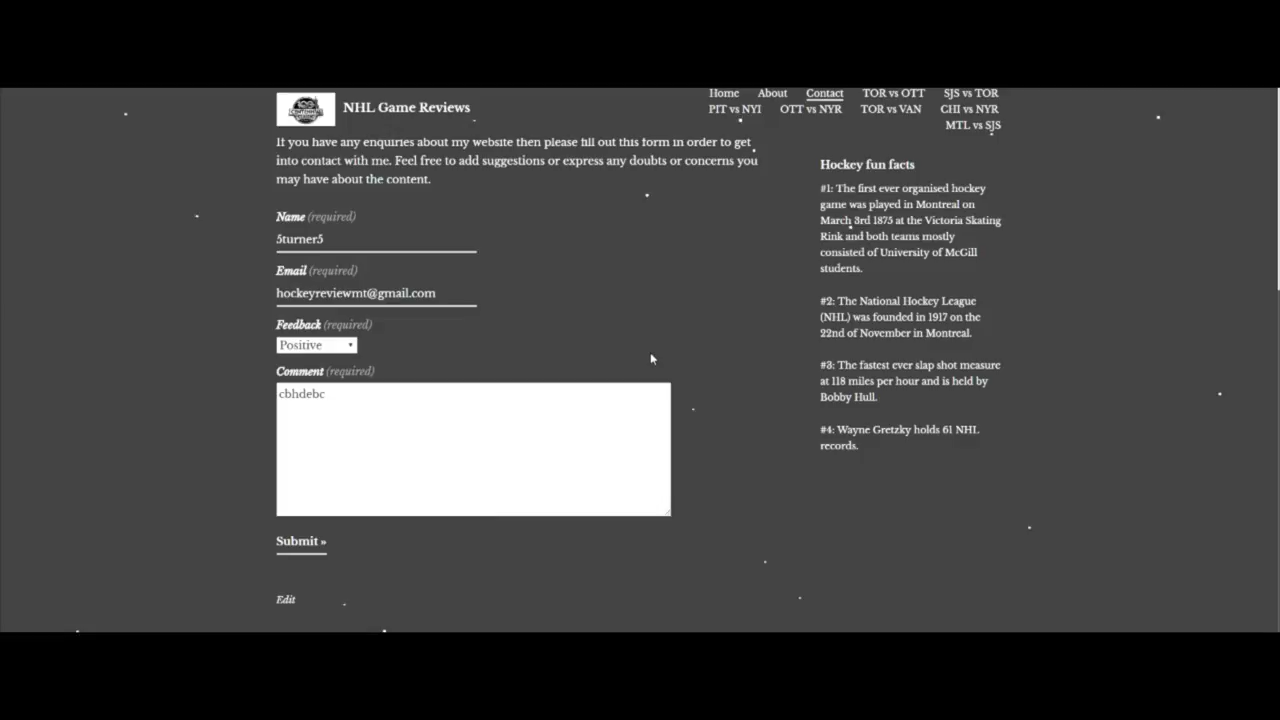 NHL Game Reviews
Home About Contact TOR vs OTT SJS vs TOR
PIT vs NYI OTT vs NYR TOR vs VAN CHI vs NYR
MTL vs SJS
If you have any enquiries about my website then please fill out this form in order to get
into contact with me. Feel free to add suggestions or express any doubts or concerns you
may have about the content.
Name (required)
5turner5
Email (required)
hockeyreviewmt@gmail.com
Feedback (required)
Positive
Comment (required)
cbhdebc
Submit »
Edit
Hockey fun facts
#1: The first ever organised hockey
game was played in Montreal on
March 3rd 1875 at the Victoria Skating
Rink and both teams mostly
consisted of University of McGill
students.
#2: The National Hockey League
(NHL) was founded in 1917 on the
22nd of November in Montreal.
#3: The fastest ever slap shot measure
at 118 miles per hour and is held by
Bobby Hull.
#4: Wayne Gretzky holds 61 NHL
records.